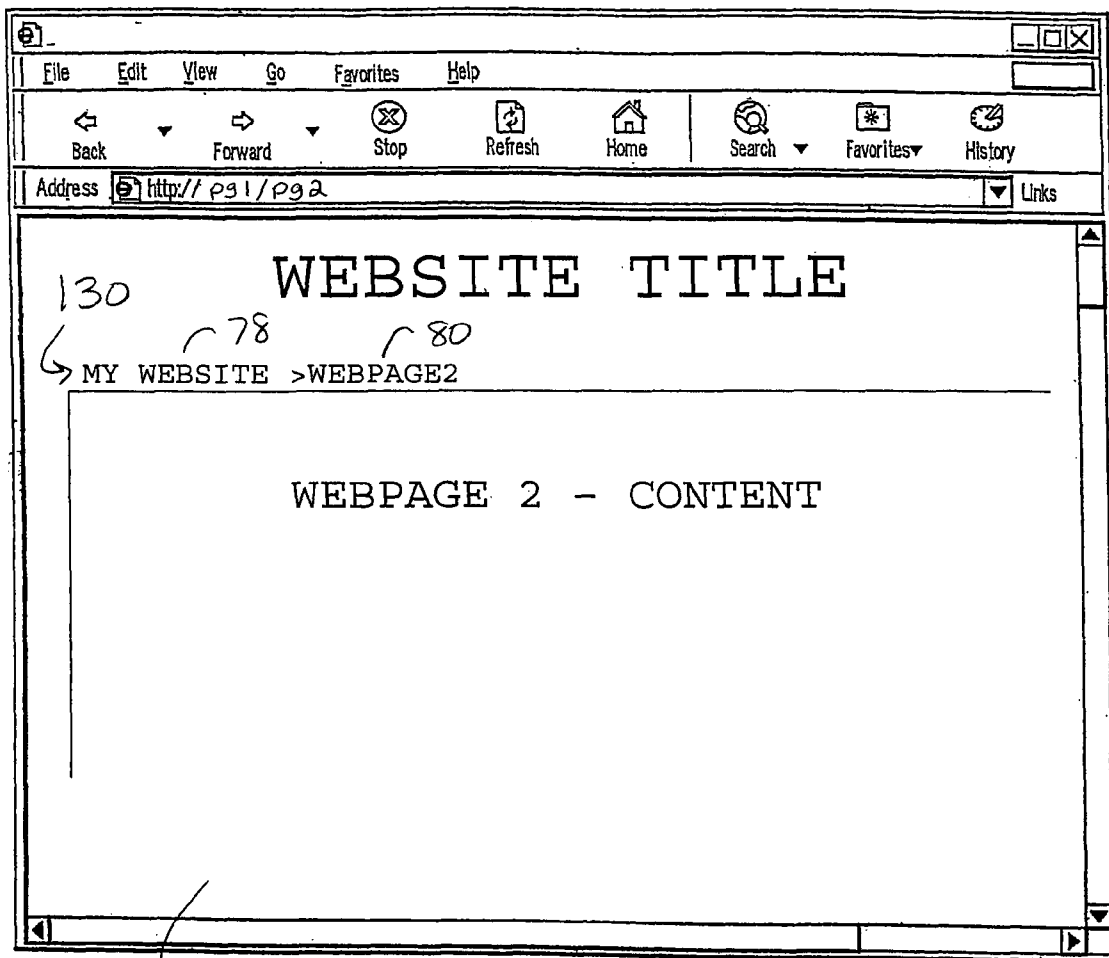 File Edit View Go Favorites Help
Back Forward Stop Refresh Home Search Favorites History
Address http:// pg1/pg2 Links
WEBSITE TITLE
130
78 80
MY WEBSITE >WEBPAGE2
WEBPAGE 2 - CONTENT